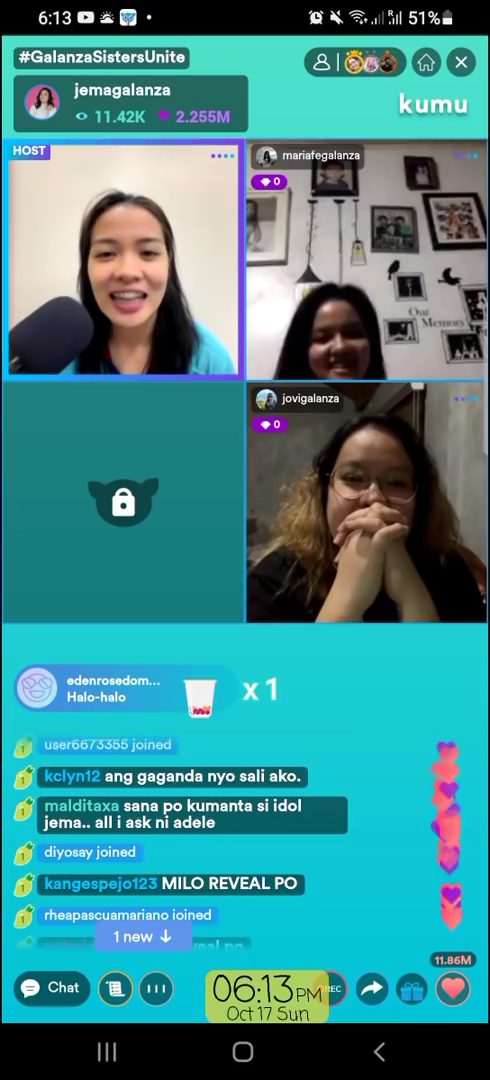 6:13
51%
#GalanzaSistersUnite
jemagalanza
11.42K 2.255M
kumu
HOST
mariafegalanza
0
Our
jovigalanza
0
edenrosedom...
Halo-halo
x 1
user6673355 joined
kclyn12 ang gaganda nyo sali ako.
malditaxa sana po kumanta si idol
jema.. all i ask ni adele
diyosay joined
kangespejo123 MILO REVEAL PO
rheapascuamariano joined
1 new ↓
11.86M
Chat
06:13 PM
Oct 17 Sun
REC